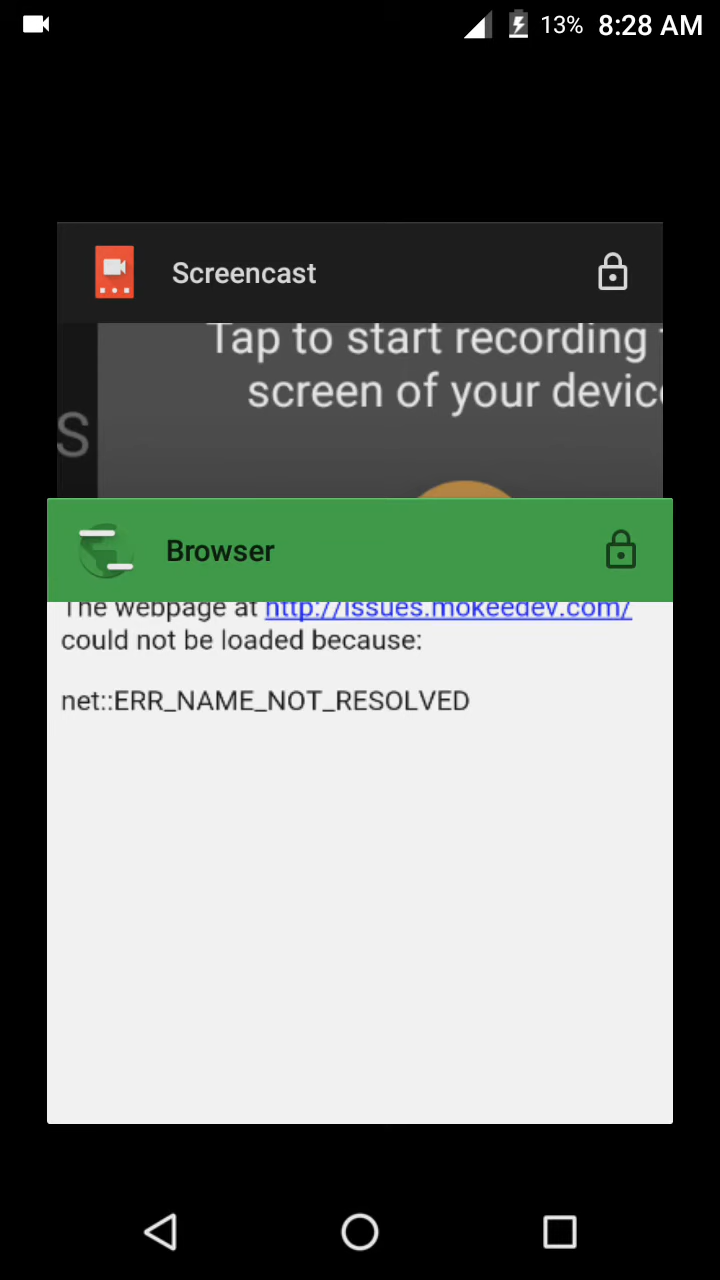 13% 8:28 AM
Screencast
Tap to start recording
screen of your device
S
Browser
The webpage at http://issues.mokeedev.com/
could not be loaded because:
net::ERR_NAME_NOT_RESOLVED